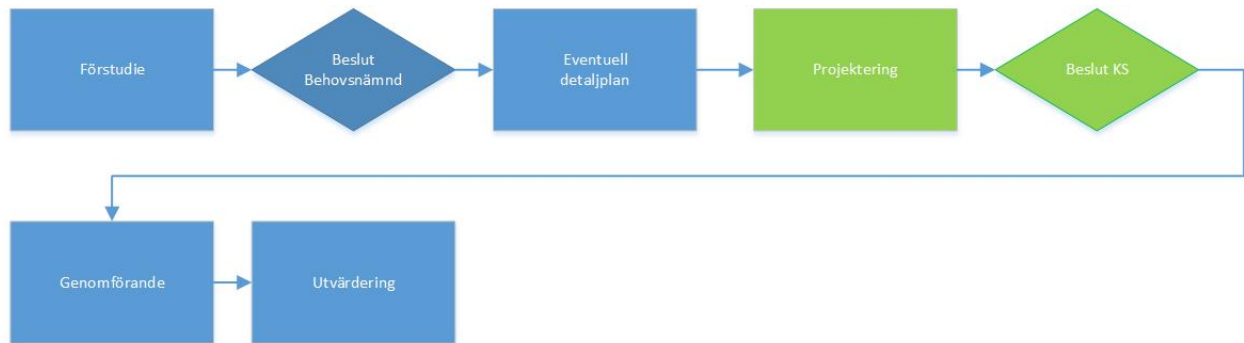 Förstudie
Beslut
Behovsnämnd
Eventuell
detaljplan
Projektering
Beslut KS
Genomförande
Utvärdering